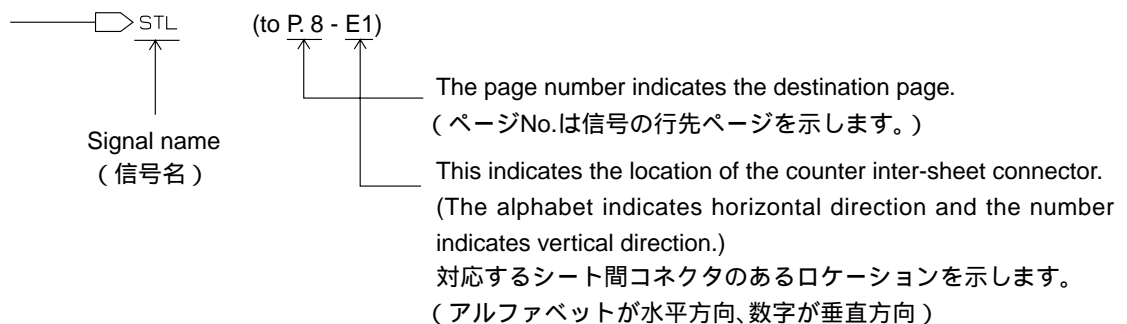 STL (to P. 8 - E1)
The page number indicates the destination page.
( ページNo.は信号の行先ページを示します。)
Signal name
( 信号名 )
This indicates the location of the counter inter-sheet connector.
(The alphabet indicates horizontal direction and the number
indicates vertical direction.)
対応するシート間コネクタのあるロケーションを示します。
( アルファベットが水平方向、数字が垂直方向 )